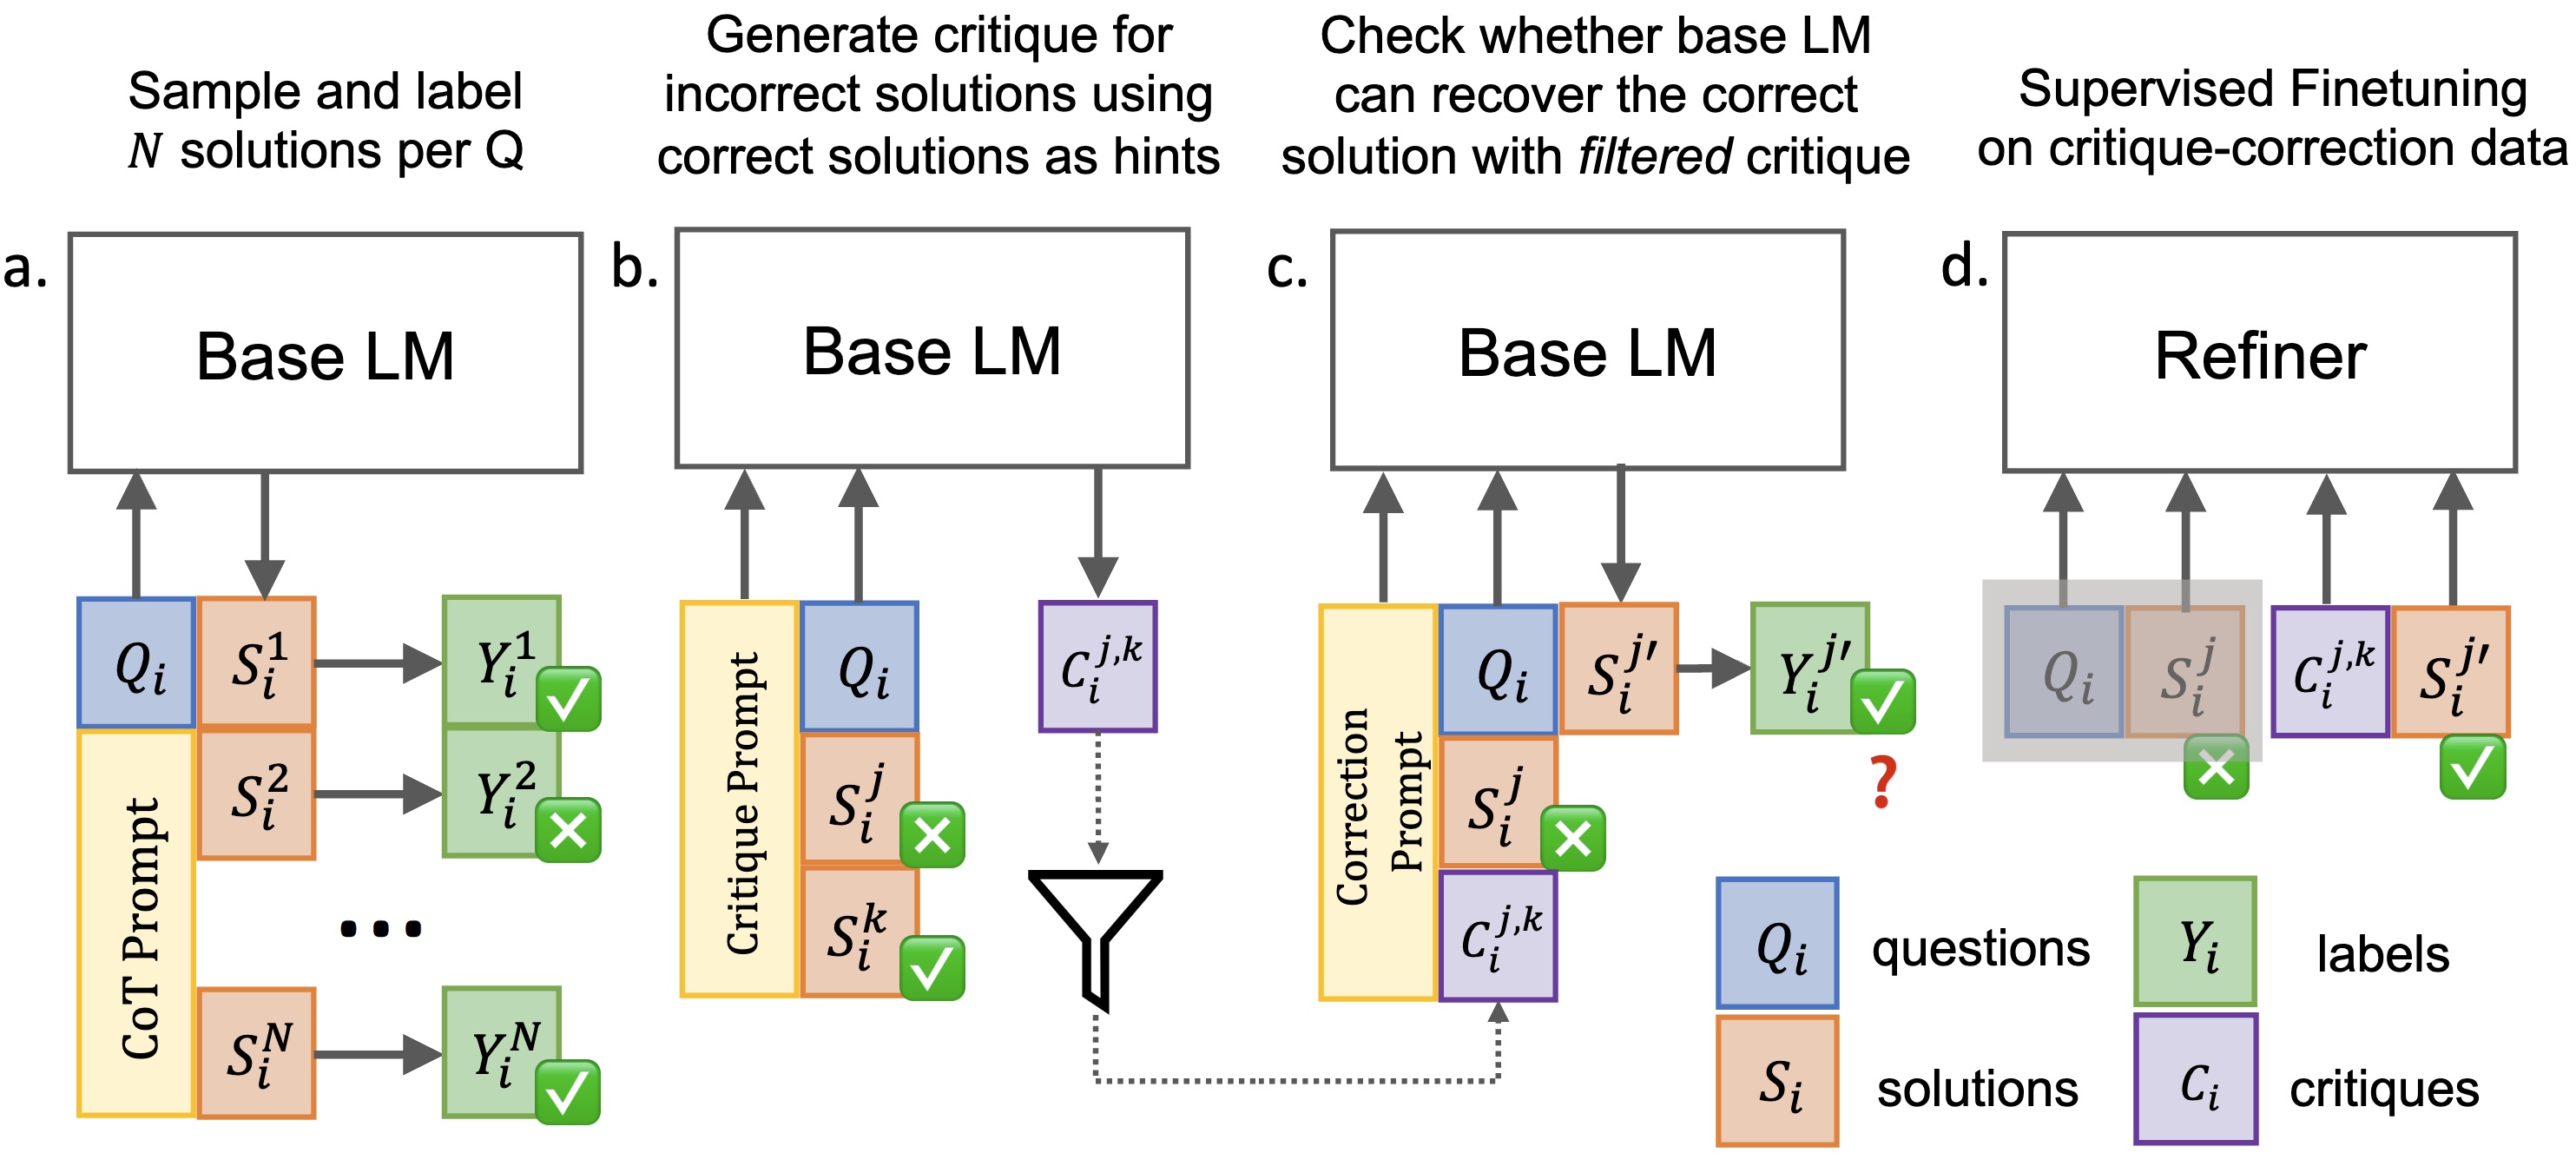 Sample and label
N solutions per Q
Generate critique for
incorrect solutions using
correct solutions as hints
Check whether base LM
can recover the correct
solution with filtered critique
Supervised Finetuning
on critique-correction data
a.
Base LM
Q_i
S_i^1
Y_i^1
S_i^2
Y_i^2
...
S_i^N
Y_i^N
CoT Prompt
b.
Base LM
Critique Prompt
Q_i
S_i^j
S_i^k
C_i^{j,k}
c.
Base LM
Correction
Prompt
Q_i
S_i^{j'}
Y_i^{j'}
?
S_i^j
C_i^{j,k}
d.
Refiner
Q_i
S_i^j
C_i^{j,k}
S_i^{j'}
Q_i questions
Y_i labels
S_i solutions
C_i critiques